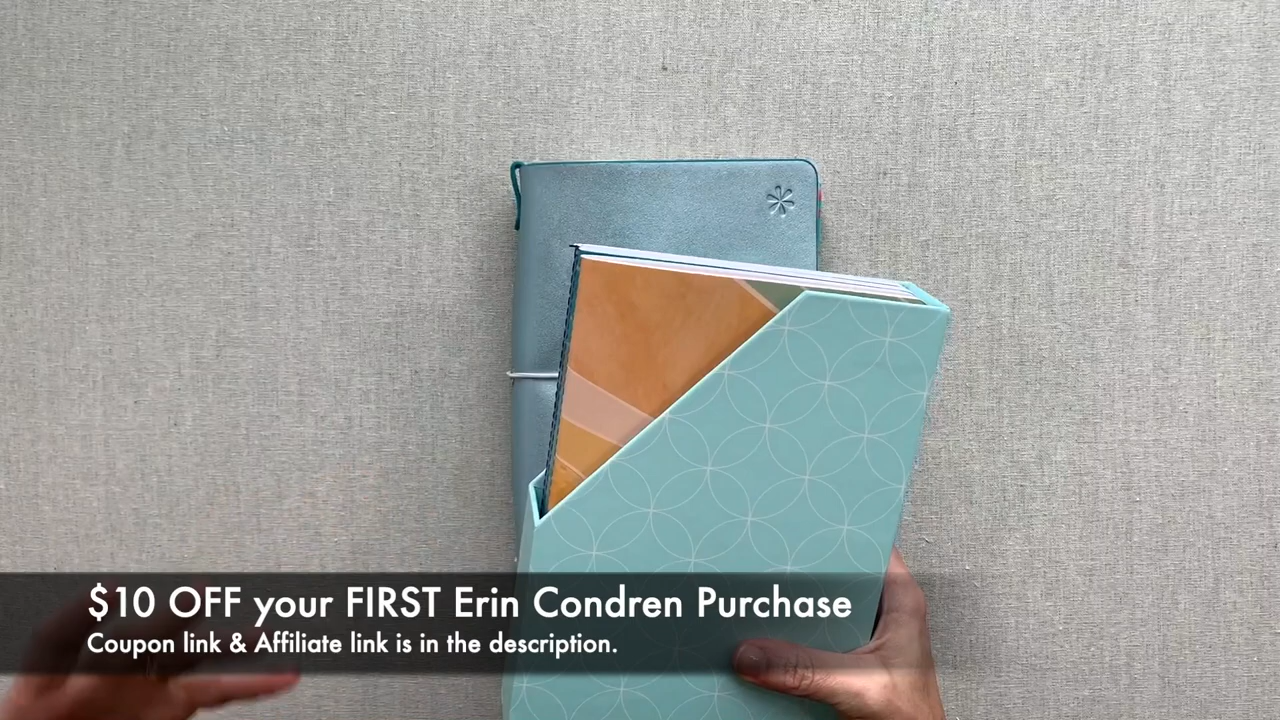 $10 OFF your FIRST Erin Condren Purchase
Coupon link & Affiliate link is in the description.